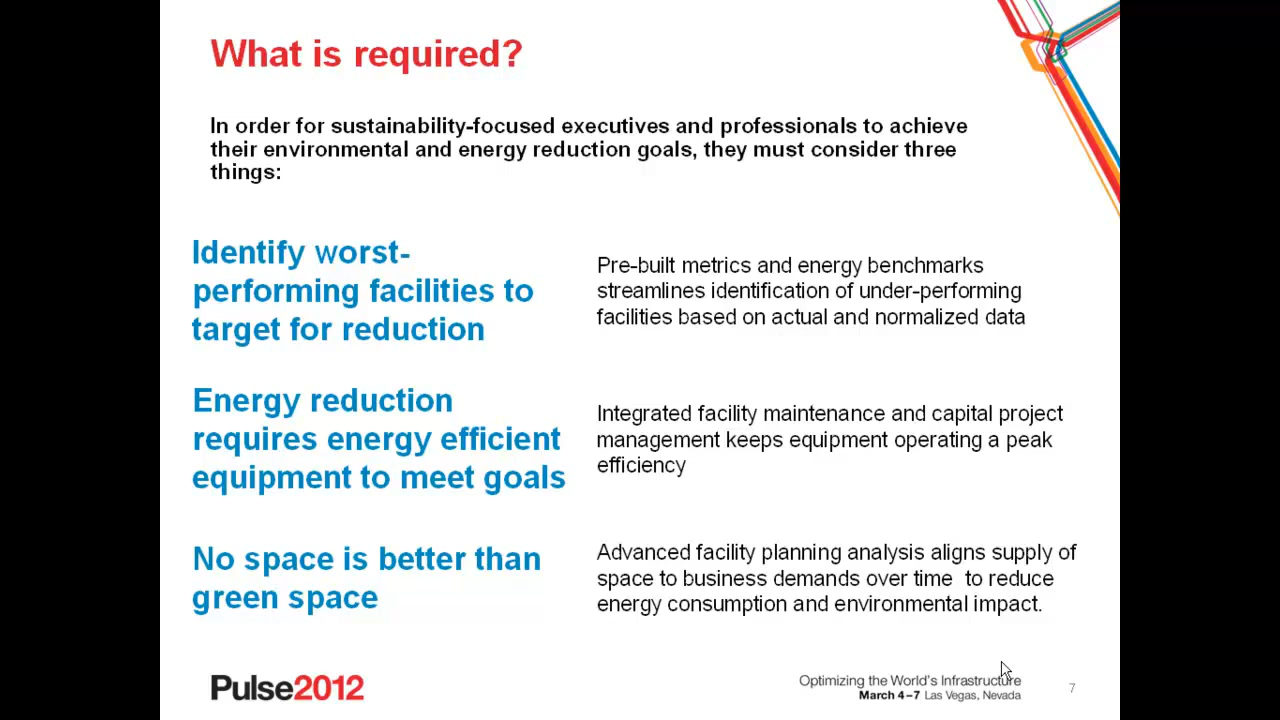 What is required?
In order for sustainability-focused executives and professionals to achieve
their environmental and energy reduction goals, they must consider three
things:
Identify worst-
performing facilities to
target for reduction
Pre-built metrics and energy benchmarks
streamlines identification of under-performing
facilities based on actual and normalized data
Energy reduction
requires energy efficient
equipment to meet goals
Integrated facility maintenance and capital project
management keeps equipment operating a peak
efficiency
No space is better than
green space
Advanced facility planning analysis aligns supply of
space to business demands over time  to reduce
energy consumption and environmental impact.
Pulse2012
Optimizing the World's Infrastructure
March 4–7 Las Vegas, Nevada
7